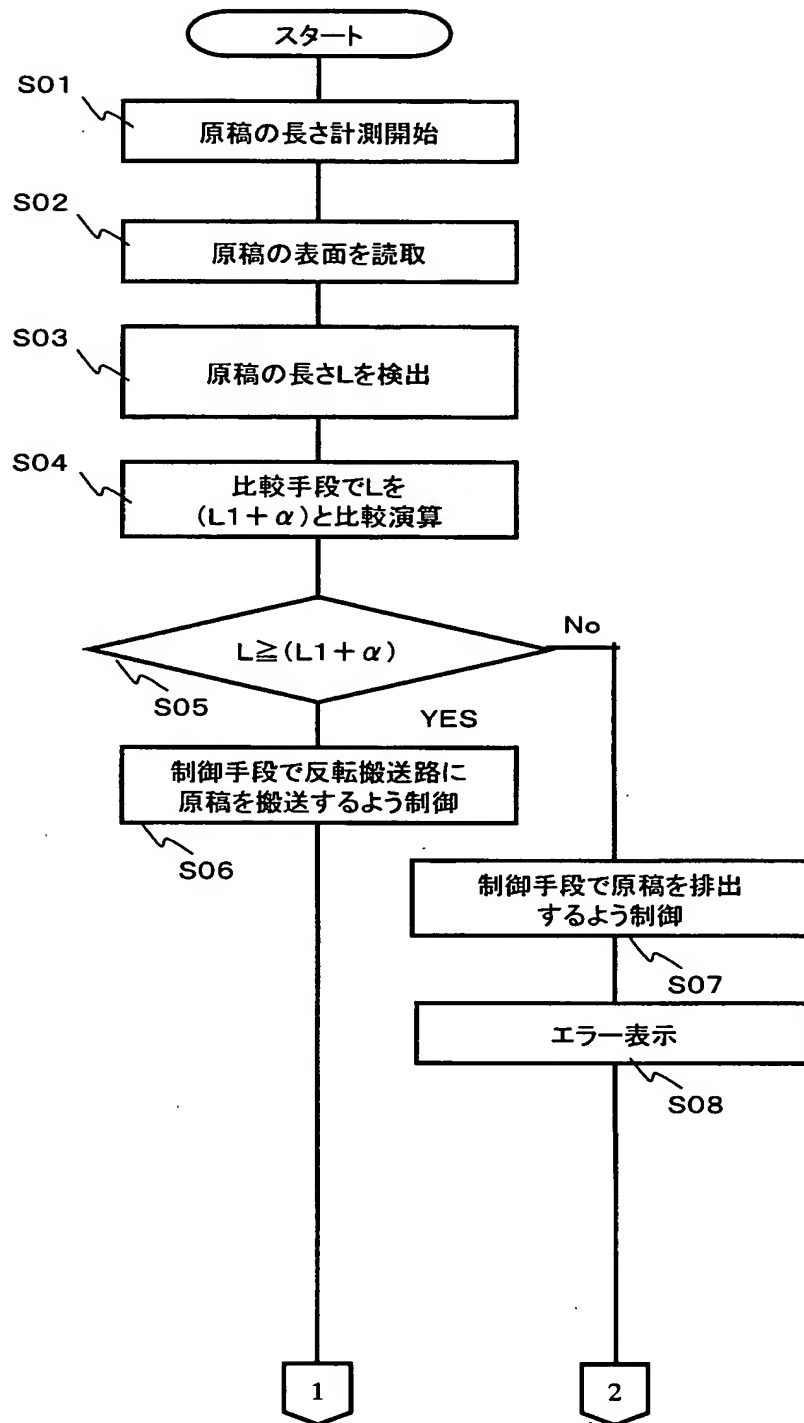 スタート
S01
原稿の長さ計測開始
S02
原稿の表面を読取
S03
原稿の長さLを検出
S04
比較手段でLを
(L1+α)と比較演算
L≧(L1+α)
No
S05
YES
制御手段で反転搬送路に
原稿を搬送するよう制御
S06
制御手段で原稿を排出
するよう制御
S07
エラー表示
S08
1
2